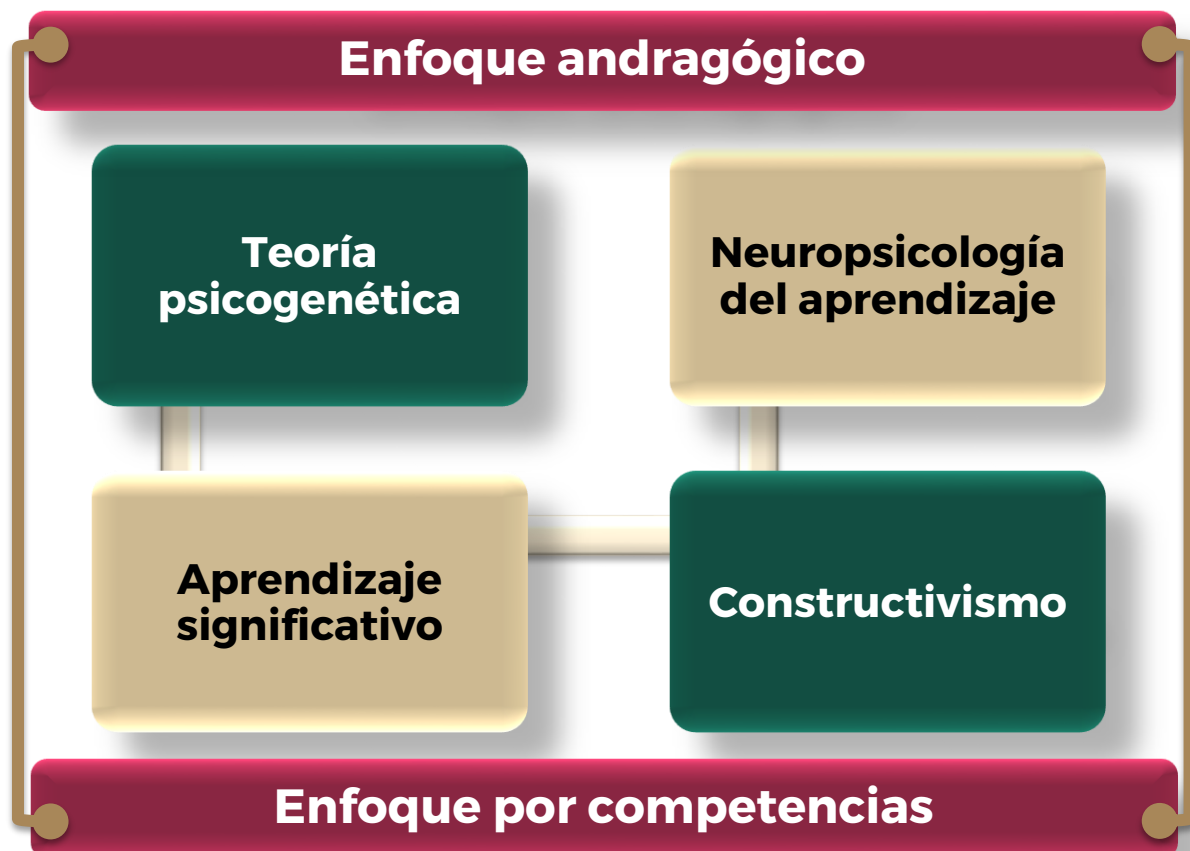 Enfoque andragógico
Teoría
psicogenética
Neuropsicología
del aprendizaje
Aprendizaje
significativo
Constructivismo
Enfoque por competencias